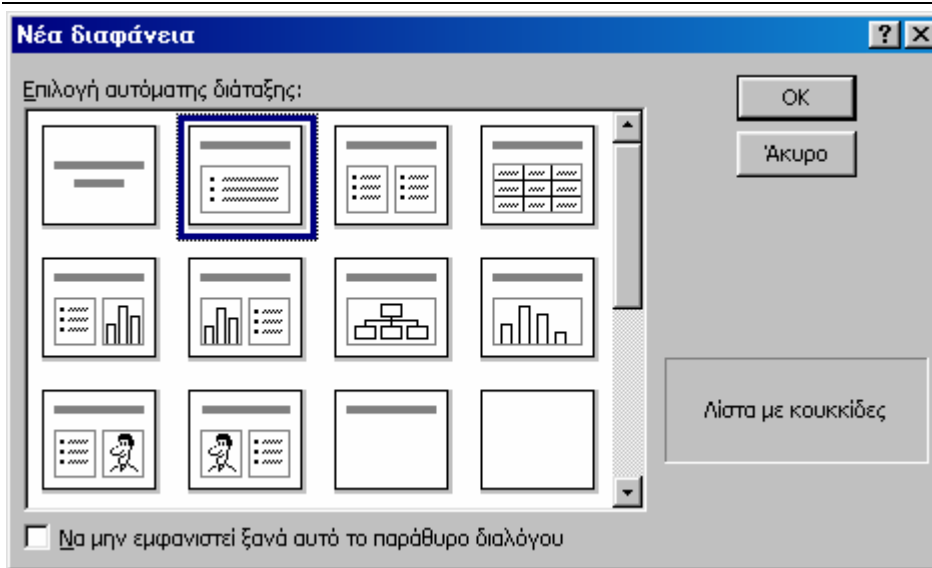 Νέα διαφάνεια
Επιλογή αυτόματης διάταξης:
OK
Άκυρο
Λίστα με κουκκίδες
Να μην εμφανιστεί ξανά αυτό το παράθυρο διαλόγου